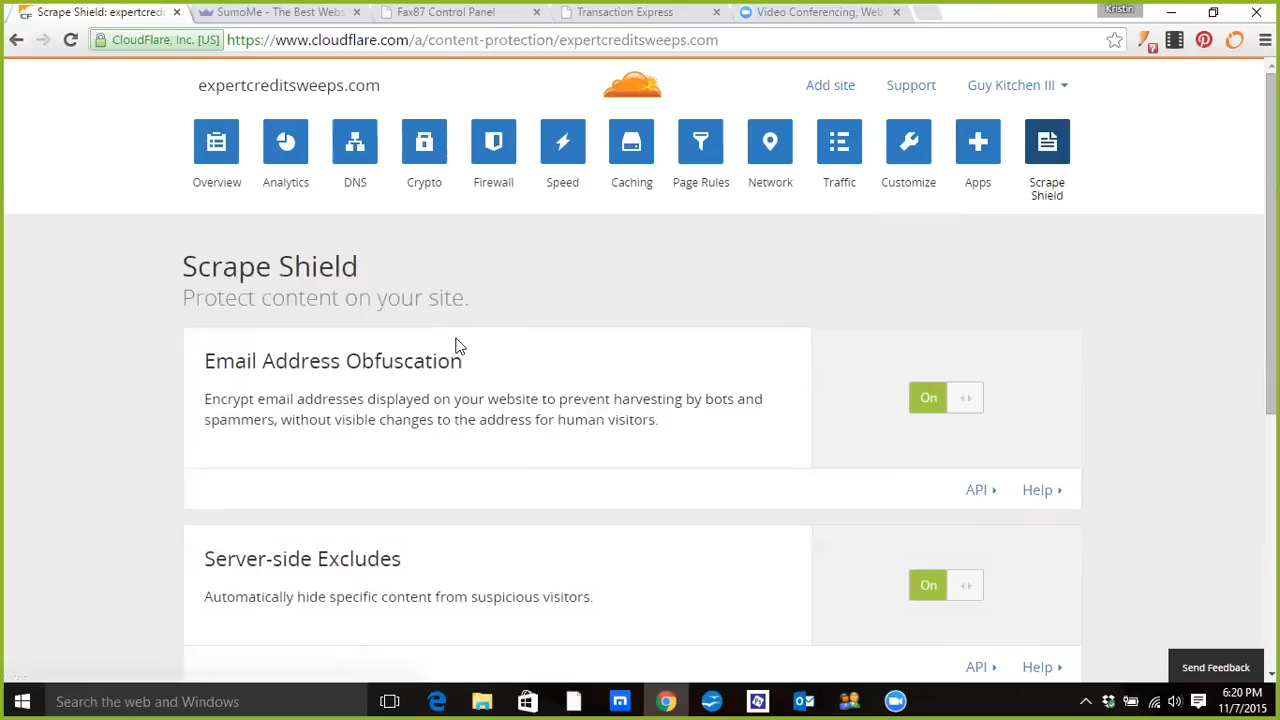 Scrape Shield: expertcredi
SumoMe - The Best Webs
Fax87 Control Panel
Transaction Express
Video Conferencing, Web
Kristin
CloudFlare, Inc. [US]
https://www.cloudflare.com/a/content-protection/expertcreditsweeps.com
expertcreditsweeps.com
Add site
Support
Guy Kitchen III
Overview
Analytics
DNS
Crypto
Firewall
Speed
Caching
Page Rules
Network
Traffic
Customize
Apps
Scrape
Shield
Scrape Shield
Protect content on your site.
Email Address Obfuscation
Encrypt email addresses displayed on your website to prevent harvesting by bots and
spammers, without visible changes to the address for human visitors.
On
API
Help
Server-side Excludes
Automatically hide specific content from suspicious visitors.
On
API
Help
Send Feedback
Search the web and Windows
6:20 PM
11/7/2015